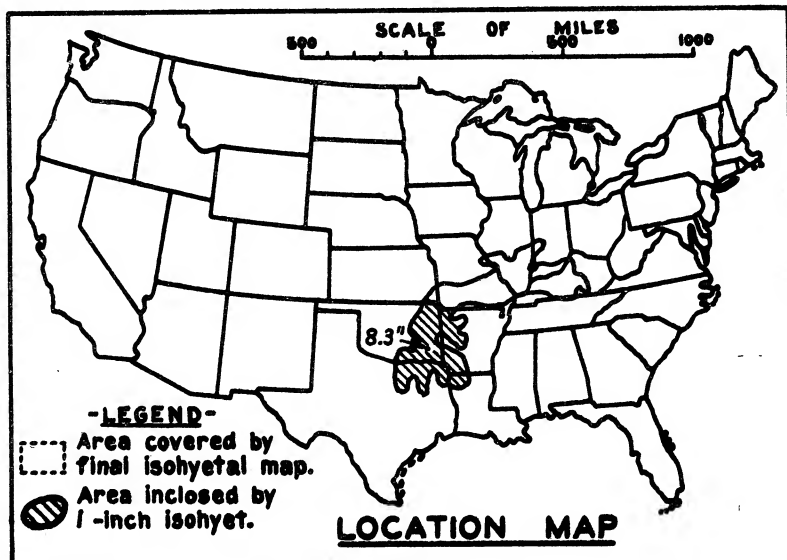 SCALE OF MILES
500 0 500 1000
8.3"
-LEGEND-
Area covered by
final isohyetal map.
Area inclosed by
1-inch isohyet.
LOCATION MAP